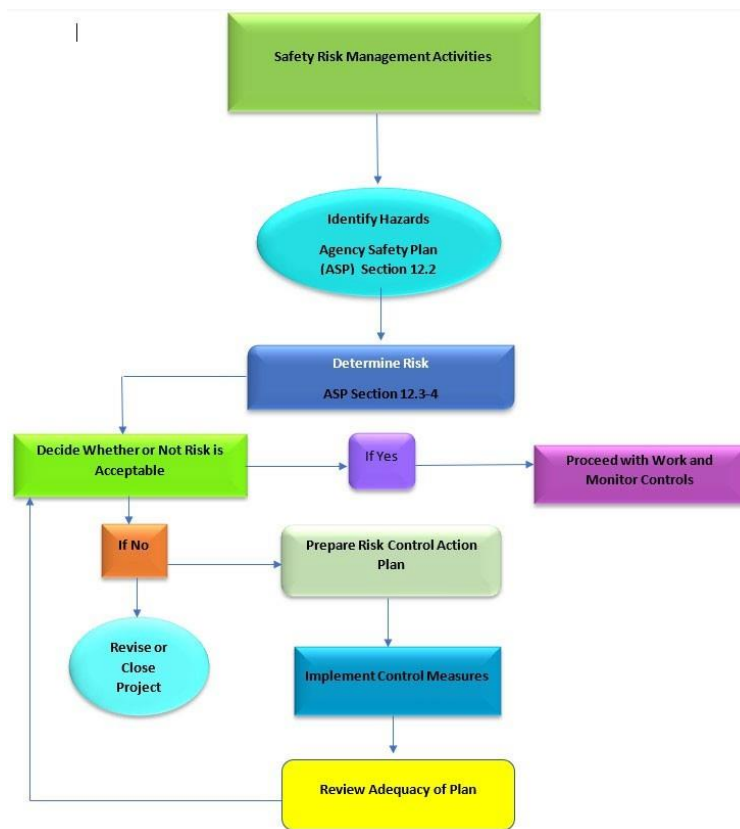 Safety Risk Management Activities
Identify Hazards
Agency Safety Plan
(ASP) Section 12.2
Determine Risk
ASP Section 12.3-4
Decide Whether or Not Risk is
Acceptable
If Yes
Proceed with Work and
Monitor Controls
If No
Prepare Risk Control Action
Plan
Revise or
Close
Project
Implement Control Measures
Review Adequacy of Plan